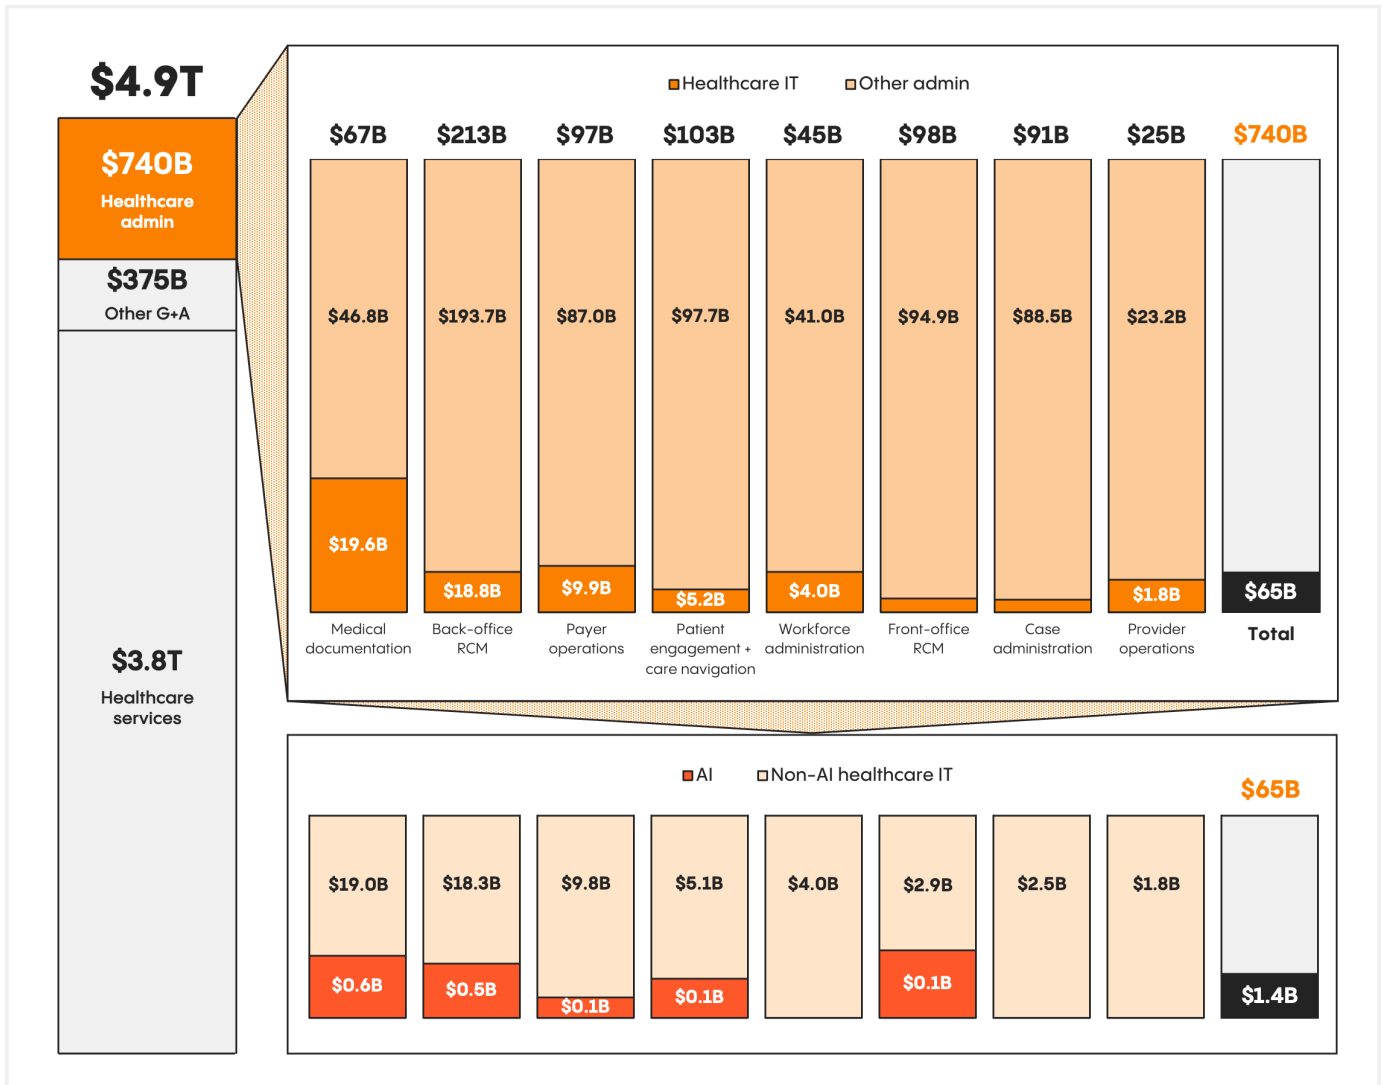 $4.9T
$740B
Healthcare
admin
$375B
Other G+A
$3.8T
Healthcare
services
Healthcare IT Other admin
$67B $213B $97B $103B $45B $98B $91B $25B $740B
$46.8B $193.7B $87.0B $97.7B $41.0B $94.9B $88.5B $23.2B
$19.6B
$18.8B $9.9B $5.2B $4.0B $1.8B $65B
Medical Back-office Payer Patient Workforce Front-office Case Provider Total
documentation RCM operations engagement + administration RCM administration operations
care navigation
AI Non-AI healthcare IT
$65B
$19.0B $18.3B $9.8B $5.1B $4.0B $2.9B $2.5B $1.8B
$0.6B $0.5B $0.1B $0.1B $0.1B $1.4B